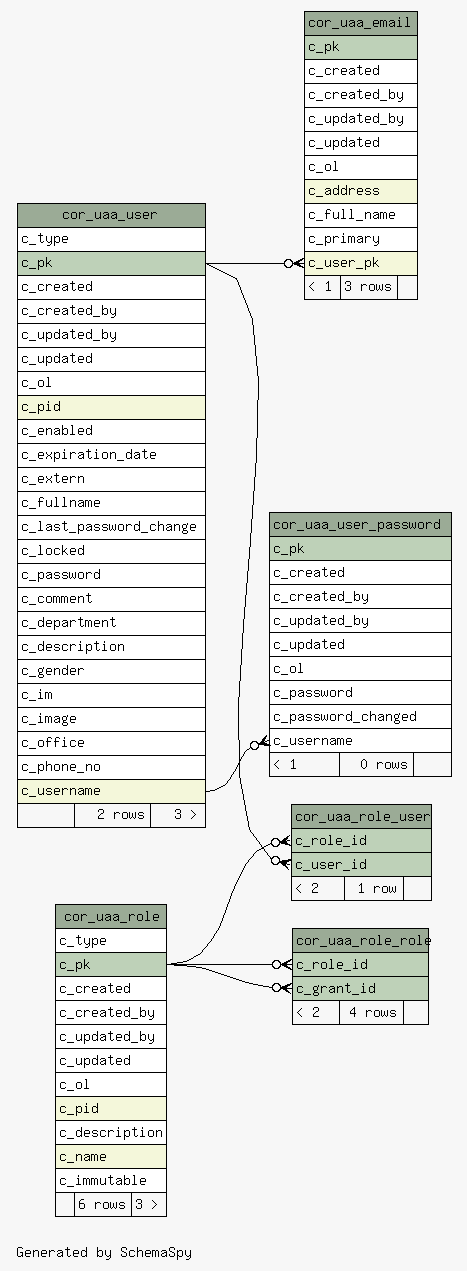 cor_uaa_email
c_pk
c_created
c_created_by
c_updated_by
c_updated
c_ol
c_address
c_full_name
c_primary
c_user_pk
< 1 3 rows
cor_uaa_user
c_type
c_pk
c_created
c_created_by
c_updated_by
c_updated
c_ol
c_pid
c_enabled
c_expiration_date
c_extern
c_fullname
c_last_password_change
c_locked
c_password
c_comment
c_department
c_description
c_gender
c_im
c_image
c_office
c_phone_no
c_username
2 rows 3 >
cor_uaa_user_password
c_pk
c_created
c_created_by
c_updated_by
c_updated
c_ol
c_password
c_password_changed
c_username
< 1 0 rows
cor_uaa_role_user
c_role_id
c_user_id
< 2 1 row
cor_uaa_role_role
c_role_id
c_grant_id
< 2 4 rows
cor_uaa_role
c_type
c_pk
c_created
c_created_by
c_updated_by
c_updated
c_ol
c_pid
c_description
c_name
c_immutable
6 rows 3 >
Generated by SchemaSpy